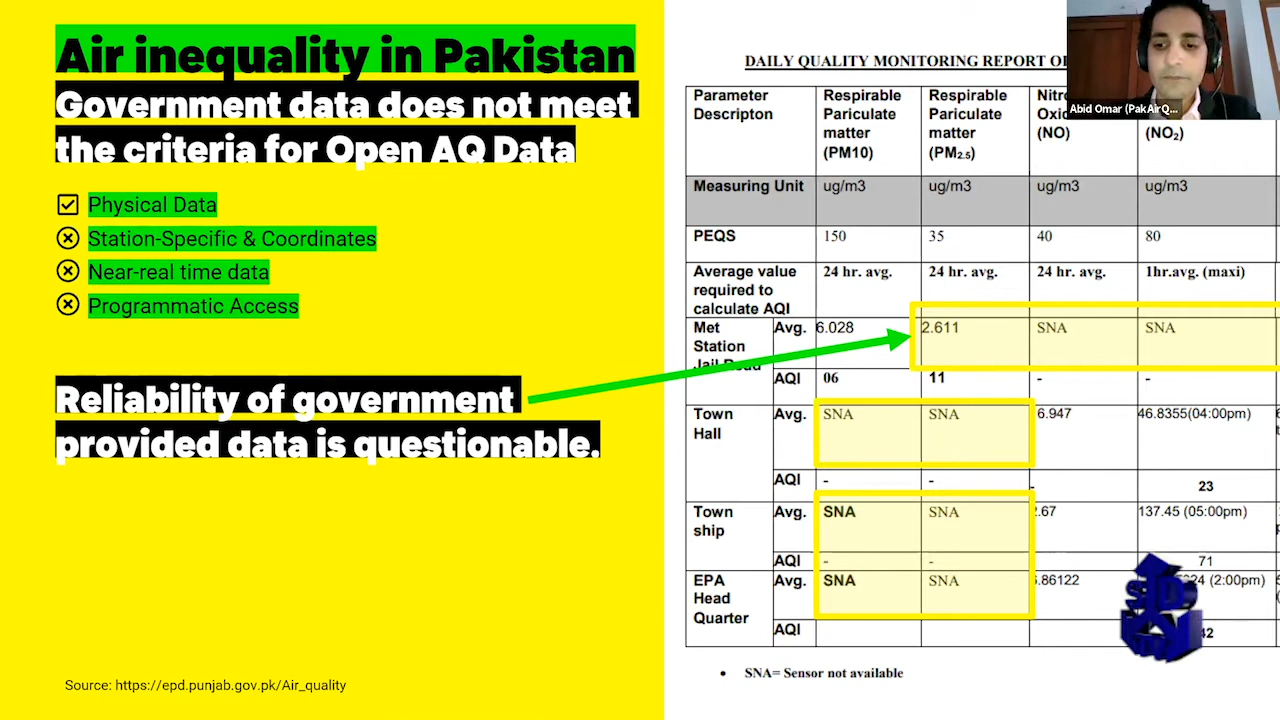 Air inequality in Pakistan
Government data does not meet
the criteria for Open AQ Data
Physical Data
Station-Specific & Coordinates
Near-real time data
Programmatic Access
Reliability of government
provided data is questionable.
Source: https://epd.punjab.gov.pk/Air_quality
DAILY QUALITY MONITORING REPORT
Abid Omar (PakAirQ...
Parameter Descripton Respirable Pariculate matter (PM10) Respirable Pariculate matter (PM2.5) (NO) (NO2)
Measuring Unit ug/m3 ug/m3 ug/m3 ug/m3
PEQS 150 35 40 80
Average value required to calculate AQI 24 hr. avg. 24 hr. avg. 24 hr. avg. 1hr.avg. (maxi)
Met Station Jail Road Avg. 6.028 2.611 SNA SNA
AQI 06 11 - -
Town Hall Avg. SNA SNA 6.947 46.8355(04:00pm)
AQI - - - 23
Town ship Avg. SNA SNA .67 137.45 (05:00pm)
AQI - - 71
EPA Head Quarter Avg. SNA SNA .86122 (2:00pm)
AQI
• SNA= Sensor not available